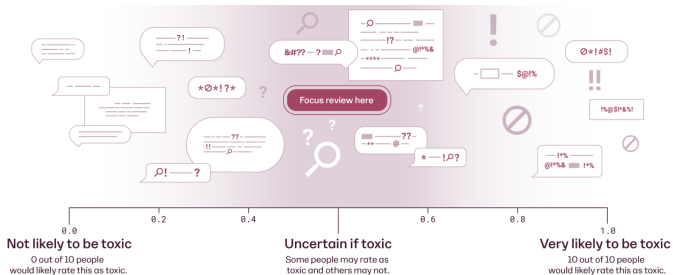 ?!
!
&#??—?
!?
@!%&
****
*Ø*!?*
?
Focus review here
$@!%
Ø*!#$!
!!
!%@$!*&%!
!
??
!!
?
?
?
??
** @
!—?
*—!?
!*%
@!*%& !*%
0.0 0.2 0.4 0.6 0.8 1.0
Not likely to be toxic
0 out of 10 people
would likely rate this as toxic.
Uncertain if toxic
Some people may rate as
toxic and others may not.
Very likely to be toxic
10 out of 10 people
would likely rate this as toxic.